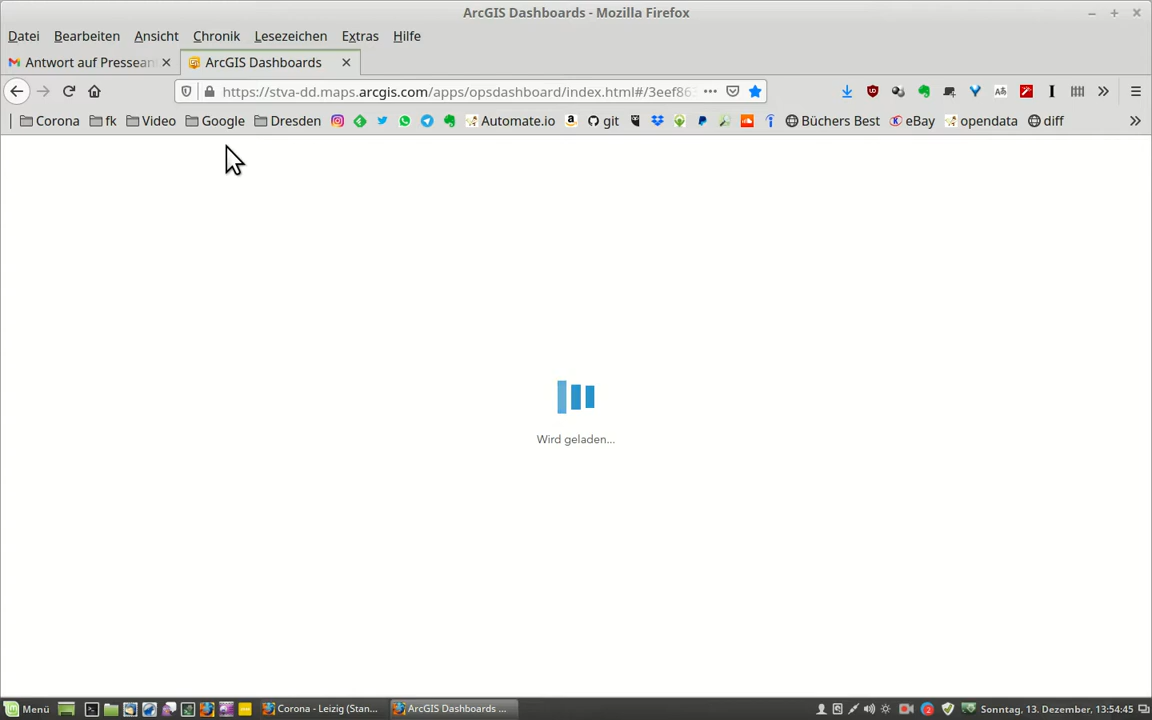 ArcGIS Dashboards - Mozilla Firefox
Datei Bearbeiten Ansicht Chronik Lesezeichen Extras Hilfe
Antwort auf Pressean ArcGIS Dashboards
https://stva-dd.maps.arcgis.com/apps/opsdashboard/index.html#/3eef86
Corona fk Video Google Dresden Automate.io git Büchers Best eBay opendata diff
Wird geladen...
Menü Corona - Leizig (Stan... ArcGIS Dashboards ... Sonntag, 13. Dezember, 13:54:45